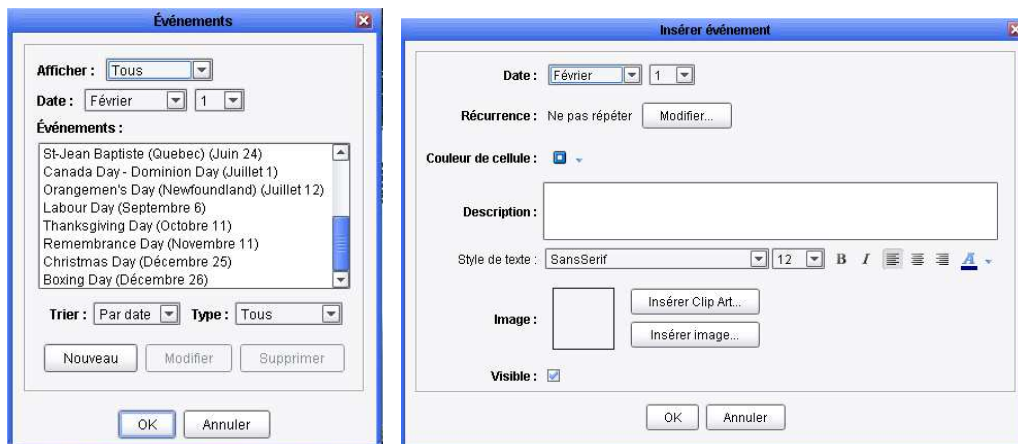 Événements
Afficher : Tous
Date : Février 1
Événements :
St-Jean Baptiste (Quebec) (Juin 24)
Canada Day - Dominion Day (Juillet 1)
Orangemen's Day (Newfoundland) (Juillet 12)
Labour Day (Septembre 6)
Thanksgiving Day (Octobre 11)
Remembrance Day (Novembre 11)
Christmas Day (Décembre 25)
Boxing Day (Décembre 26)
Trier : Par date Type : Tous
Nouveau Modifier Supprimer
OK Annuler
Insérer événement
Date : Février 1
Récurrence : Ne pas répéter Modifier...
Couleur de cellule :
Description :
Style de texte : SansSerif 12 B I A
Image :
Insérer Clip Art...
Insérer image...
Visible :
OK Annuler